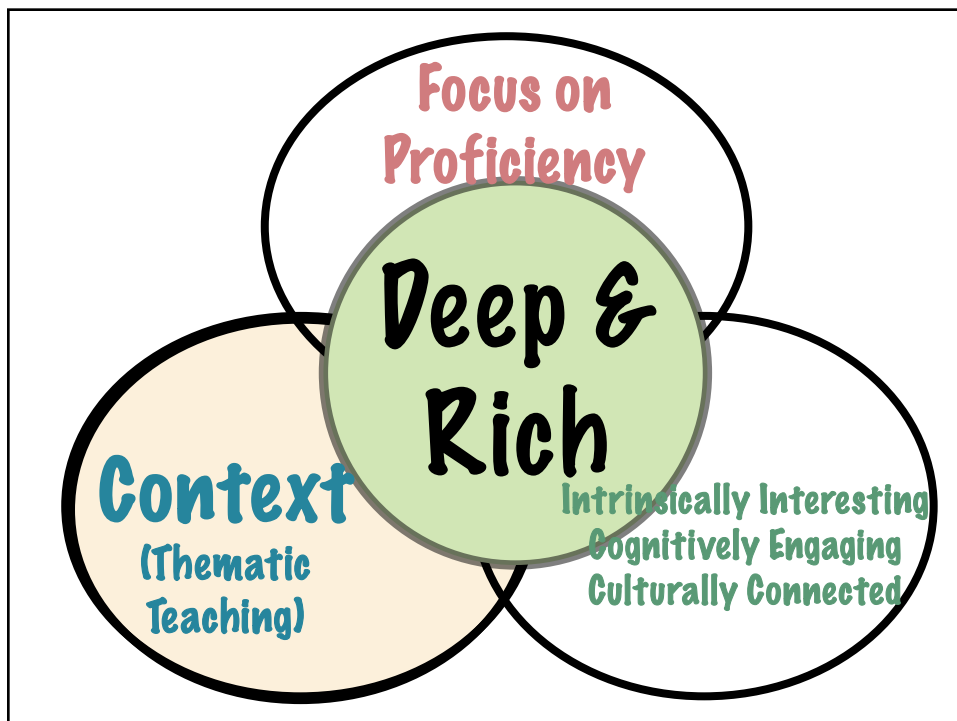 Focus on
Proficiency
Deep &
Rich
Context
(Thematic
Teaching)
Intrinsically Interesting
Cognitively Engaging
Culturally Connected